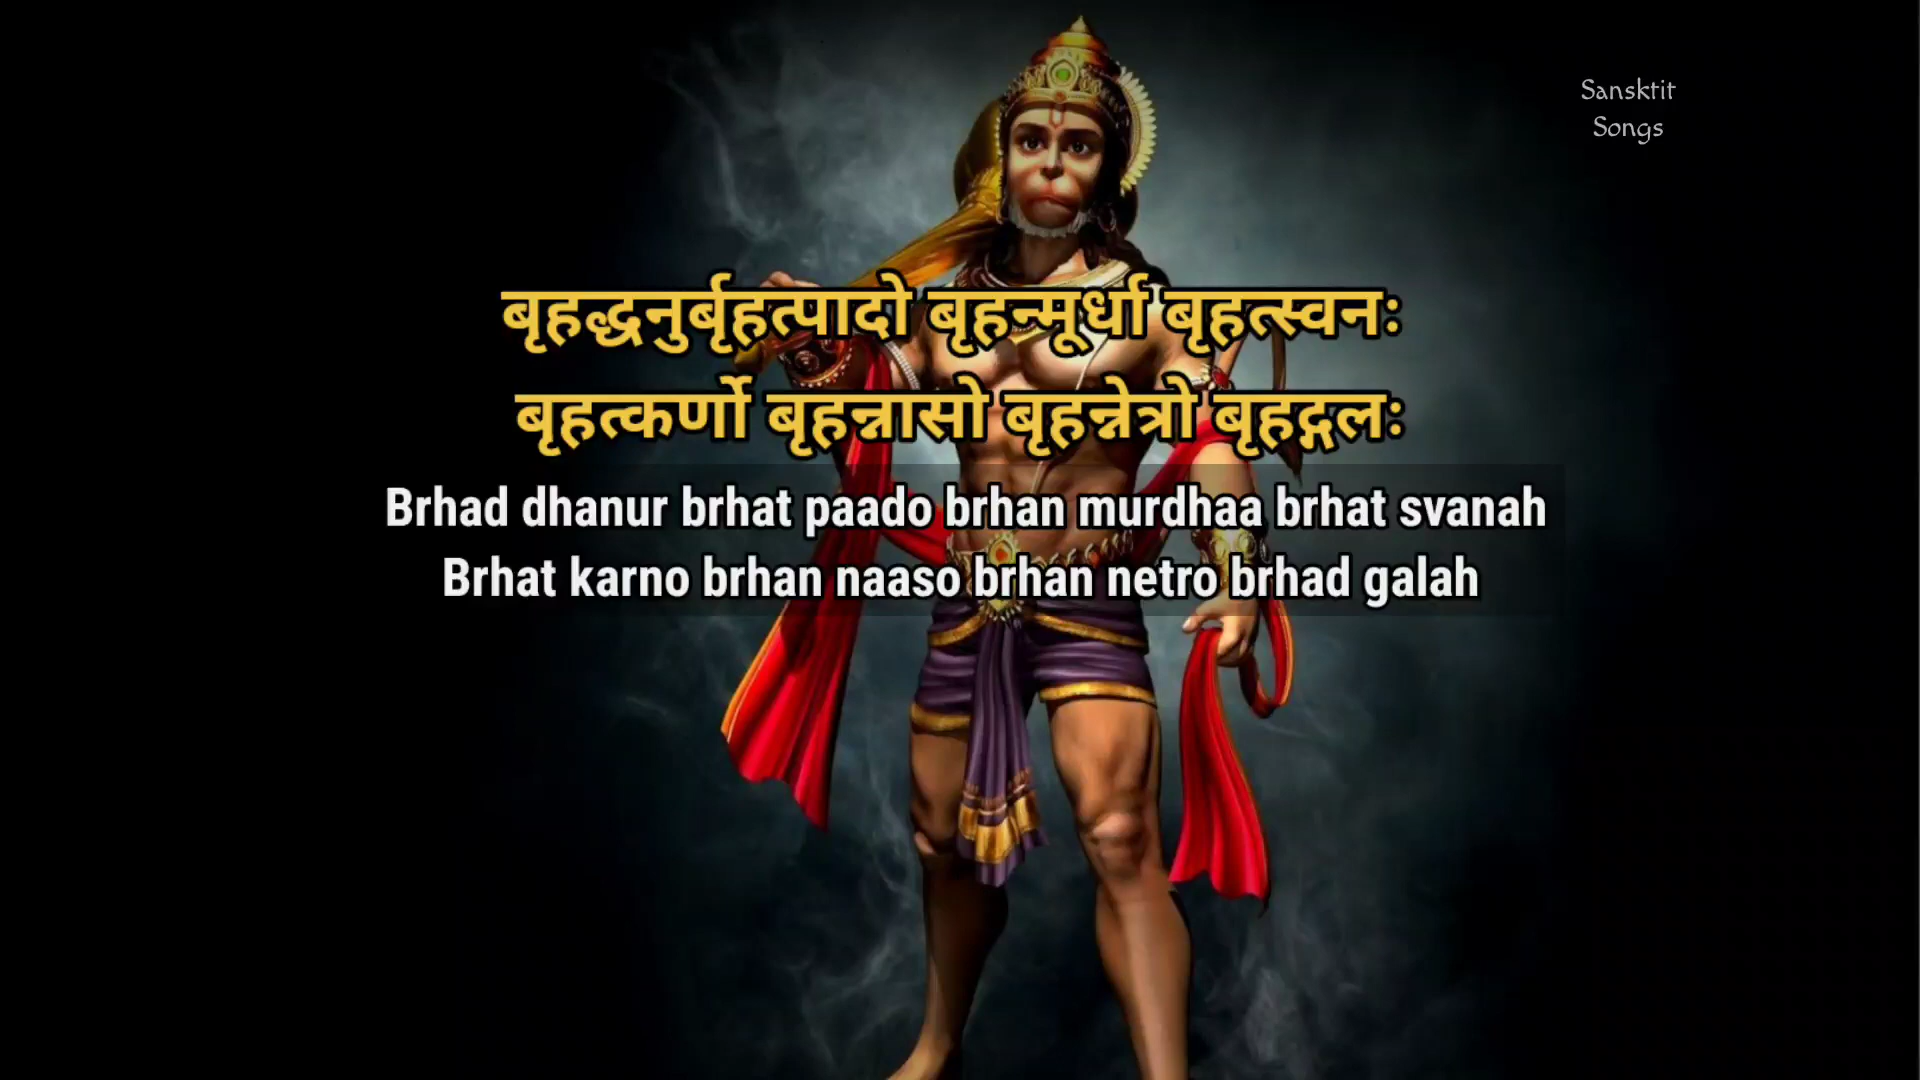 Sansktit
Songs
बृहद्धनुर्बृहत्पादो बृहन्मूर्धा बृहत्स्वनः
बृहत्कर्णो बृहन्नासो बृहन्नेत्रो बृहद्गलः
Brhad dhanur brhat paado brhan murdhaa brhat svanah
Brhat karno brhan naaso brhan netro brhad galah